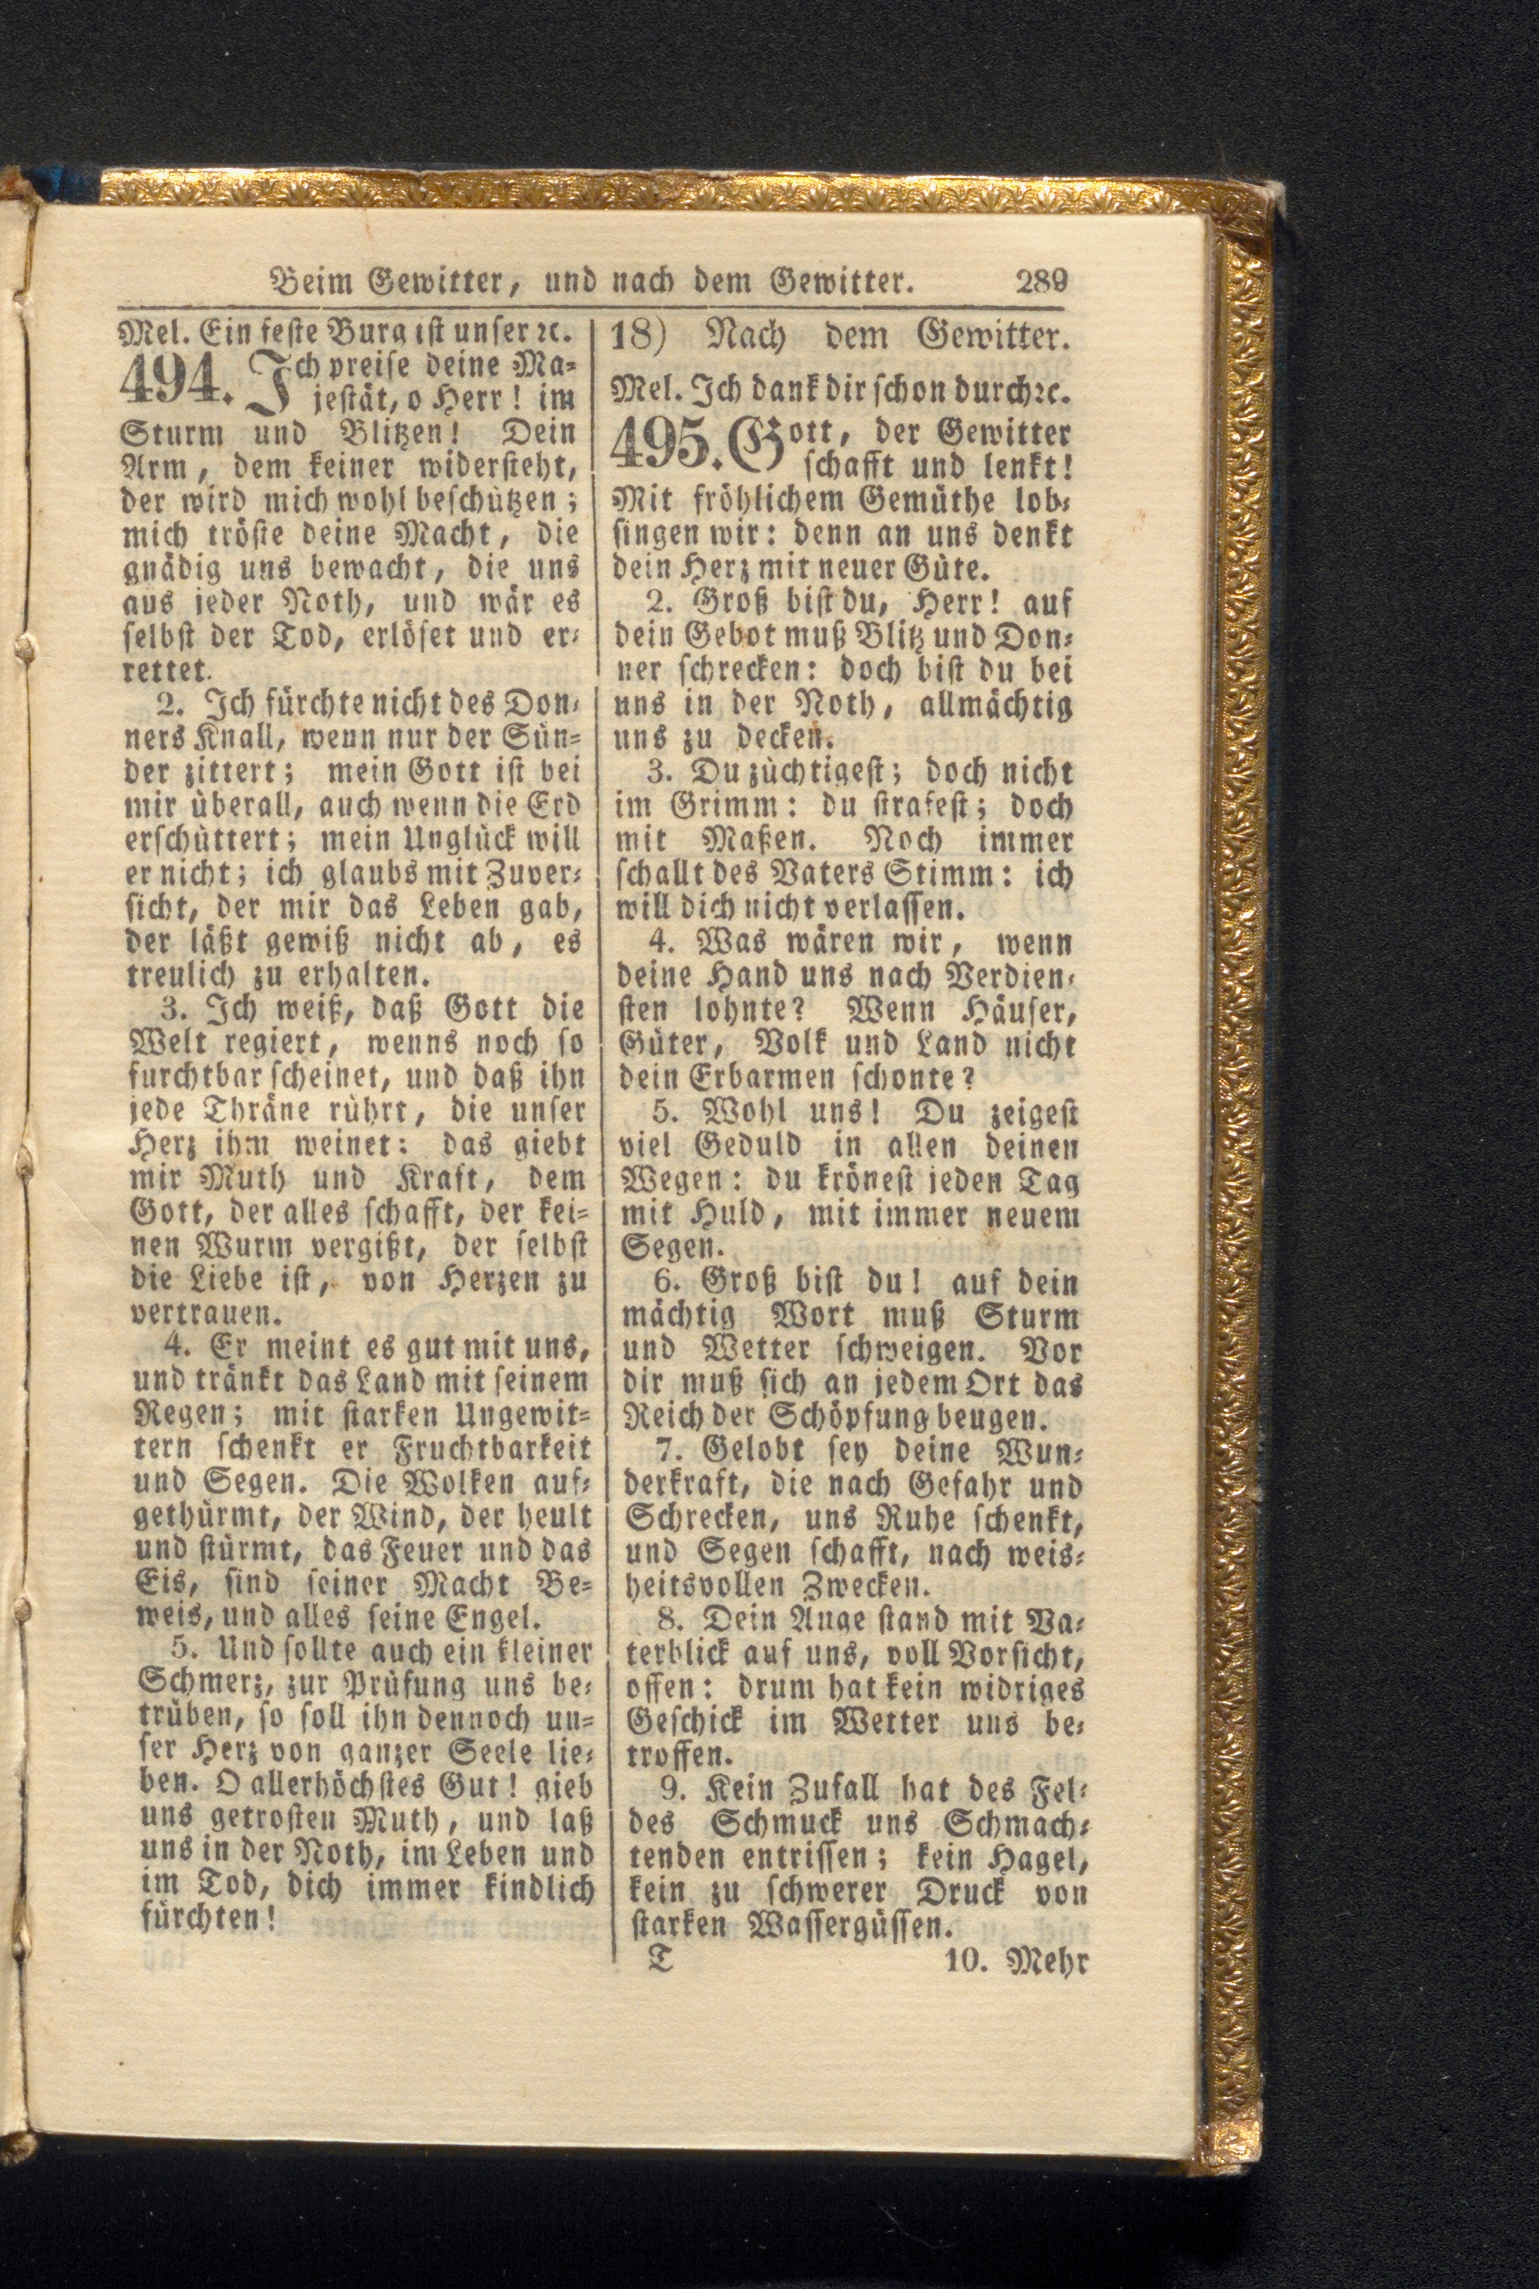 Beim Gewitter, und nach dem Gewitter. 289
Mel. Ein feste Burg ist unser ꝛc.
494. Ich preise deine Ma-
jestät, o Herr! im
Sturm und Blitzen! Dein
Arm, dem keiner widersteht,
der wird mich wohl beschützen;
mich tröste deine Macht, die
gnädig uns bewacht, die uns
aus jeder Noth, und wär es
selbst der Tod, erlöset und er-
rettet.
2. Ich fürchte nicht des Don-
ners Knall, wenn nur der Sün-
der zittert; mein Gott ist bei
mir überall, auch wenn die Erd
erschüttert; mein Unglück will
er nicht; ich glaubs mit Zuver-
sicht, der mir das Leben gab,
der läßt gewiß nicht ab, es
treulich zu erhalten.
3. Ich weiß, daß Gott die
Welt regiert, wenns noch so
furchtbar scheinet, und daß ihn
jede Thräne rührt, die unser
Herz ihm weinet: das giebt
mir Muth und Kraft, dem
Gott, der alles schafft, der kei-
nen Wurm vergißt, der selbst
die Liebe ist, von Herzen zu
vertrauen.
4. Er meint es gut mit uns,
und tränkt das Land mit seinem
Regen; mit starken Ungewit-
tern schenkt er Fruchtbarkeit
und Segen. Die Wolken auf-
gethürmt, der Wind, der heult
und stürmt, das Feuer und das
Eis, sind seiner Macht Be-
weis, und alles seine Engel.
5. Und sollte auch ein kleiner
Schmerz, zur Prüfung uns be-
trüben, so soll ihn dennoch un-
ser Herz von ganzer Seele lie-
ben. O allerhöchstes Gut! gieb
uns getrosten Muth, und laß
uns in der Noth, im Leben und
im Tod, dich immer kindlich
fürchten!
18) Nach dem Gewitter.
Mel. Ich dank dir schon durch ꝛc.
495. Gott, der Gewitter
schafft und lenkt!
Mit fröhlichem Gemüthe lob-
singen wir: denn an uns denkt
dein Herz mit neuer Güte.
2. Groß bist du, Herr! auf
dein Gebot muß Blitz und Don-
ner schrecken: doch bist du bei
uns in der Noth, allmächtig
uns zu decken.
3. Du züchtigest; doch nicht
im Grimm: du strafest; doch
mit Maßen. Noch immer
schallt des Vaters Stimm: ich
will dich nicht verlassen.
4. Was wären wir, wenn
deine Hand uns nach Verdien-
sten lohnte? Wenn Häuser,
Güter, Volk und Land nicht
dein Erbarmen schonte?
5. Wohl uns! Du zeigest
viel Geduld in allen deinen
Wegen: du krönest jeden Tag
mit Huld, mit immer neuem
Segen.
6. Groß bist du! auf dein
mächtig Wort muß Sturm
und Wetter schweigen. Vor
dir muß sich an jedem Ort das
Reich der Schöpfung beugen.
7. Gelobt sey deine Wun-
derkraft, die nach Gefahr und
Schrecken, uns Ruhe schenkt,
und Segen schafft, nach weis-
heitsvollen Zwecken.
8. Dein Auge stand mit Va-
terblick auf uns, voll Vorsicht,
offen: drum hat kein widriges
Geschick im Wetter uns be-
troffen.
9. Kein Zufall hat des Fel-
des Schmuck uns Schmach-
tenden entrissen; kein Hagel,
kein zu schwerer Druck von
starken Wassergüssen.
T 10. Mehr